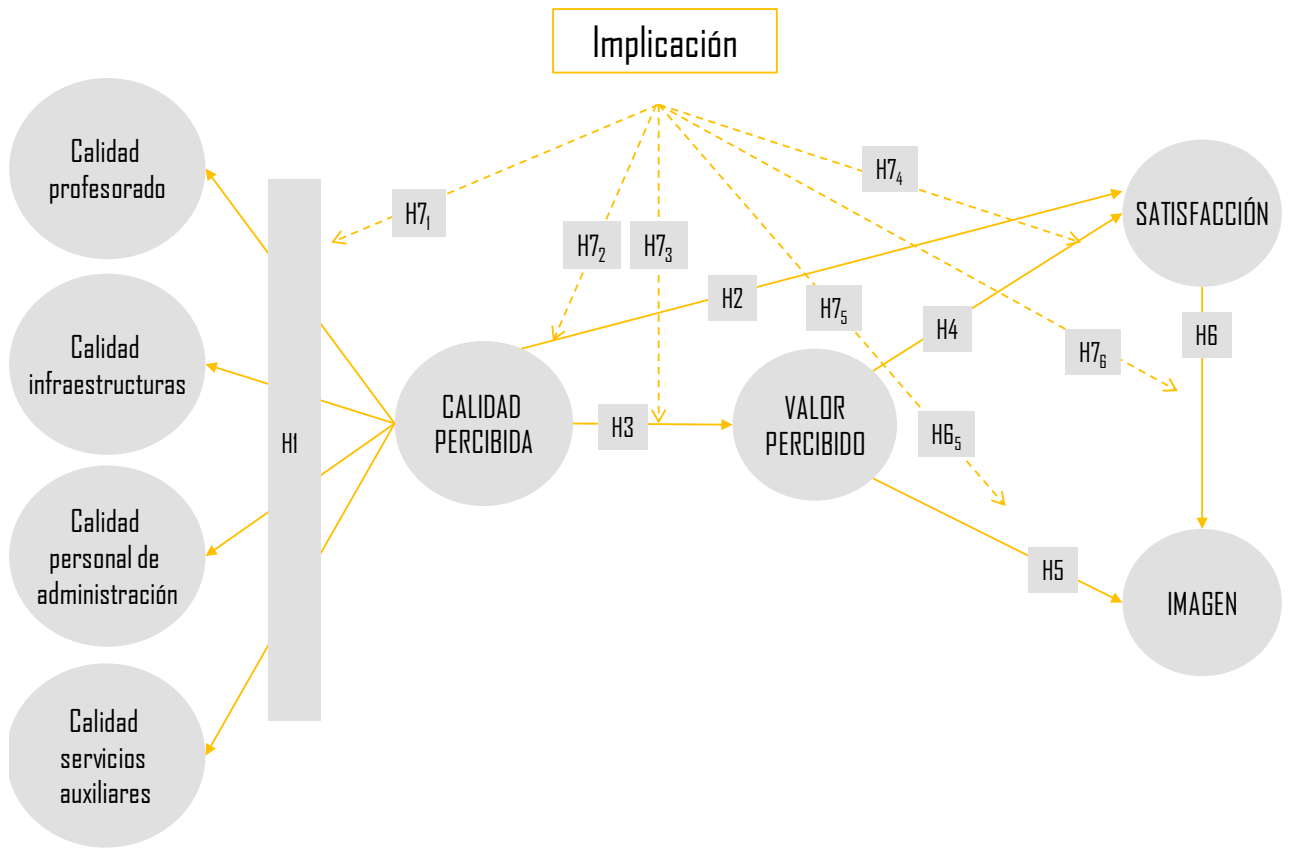 Implicación
Calidad
profesorado
Calidad
infraestructuras
Calidad
personal de
administración
Calidad
servicios
auxiliares
H1
H7₁
H7₂
H7₃
H7₄
H2
H7₅
H4
H7₆
H6
SATISFACCIÓN
CALIDAD
PERCIBIDA
H3
VALOR
PERCIBIDO
H6₅
H5
IMAGEN